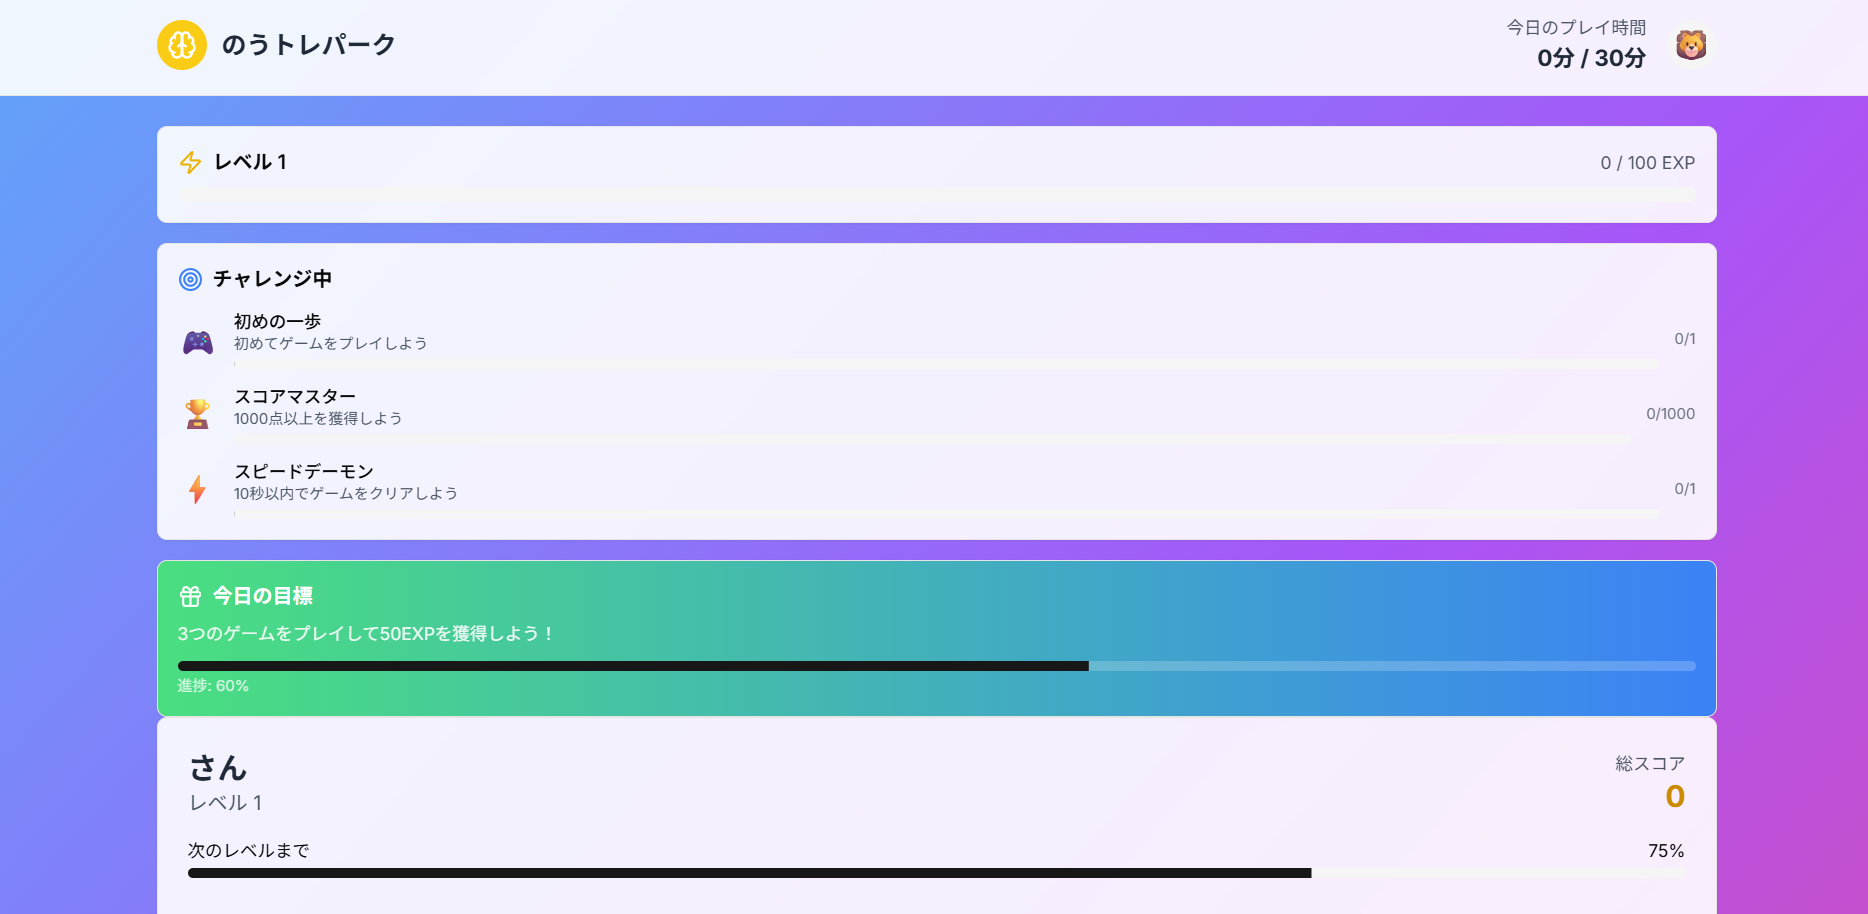 のうトレパーク
今日のプレイ時間
0分 / 30分
レベル 1
0 / 100 EXP
チャレンジ中
初めの一歩
初めてゲームをプレイしよう
0/1
スコアマスター
1000点以上を獲得しよう
0/1000
スピードデーモン
10秒以内でゲームをクリアしよう
0/1
今日の目標
3つのゲームをプレイして50EXPを獲得しよう！
進捗: 60%
さん
レベル 1
総スコア
0
次のレベルまで
75%